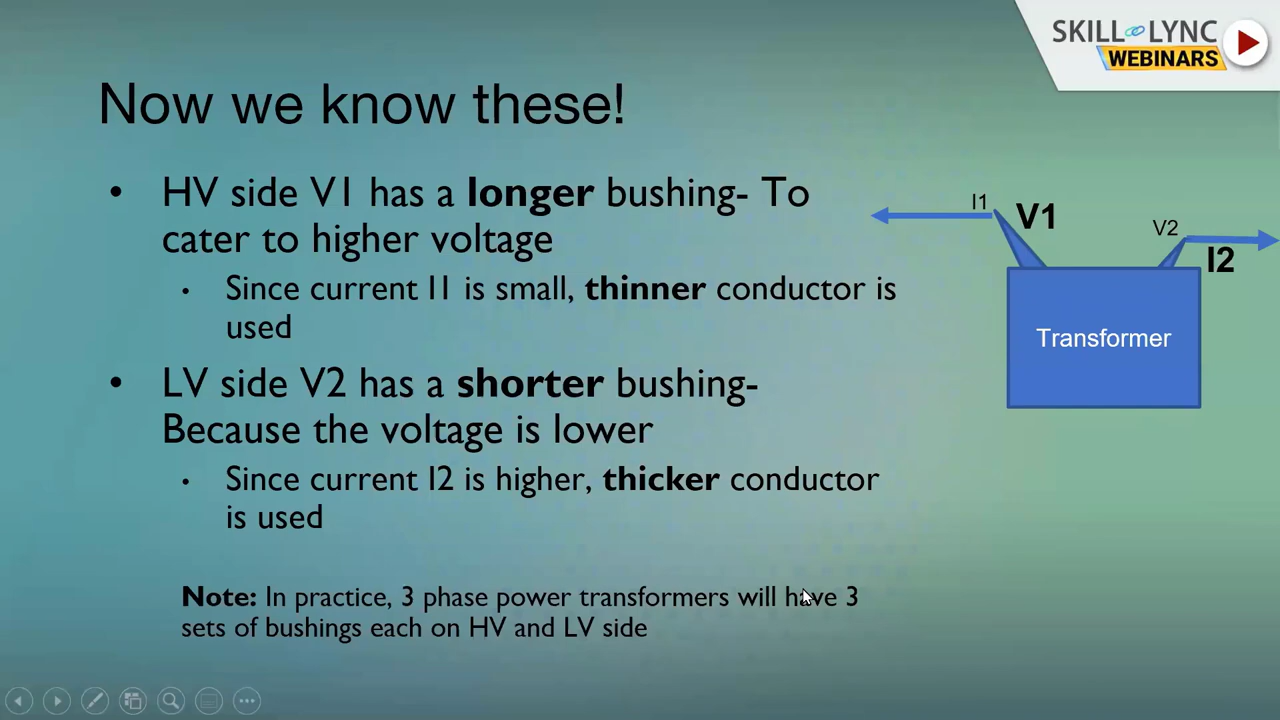 SKILL LYNC
WEBINARS
Now we know these!
• HV side V1 has a longer bushing- To
cater to higher voltage
• Since current I1 is small, thinner conductor is
used
• LV side V2 has a shorter bushing-
Because the voltage is lower
• Since current I2 is higher, thicker conductor
is used
Note: In practice, 3 phase power transformers will have 3
sets of bushings each on HV and LV side
I1
V1
V2
I2
Transformer